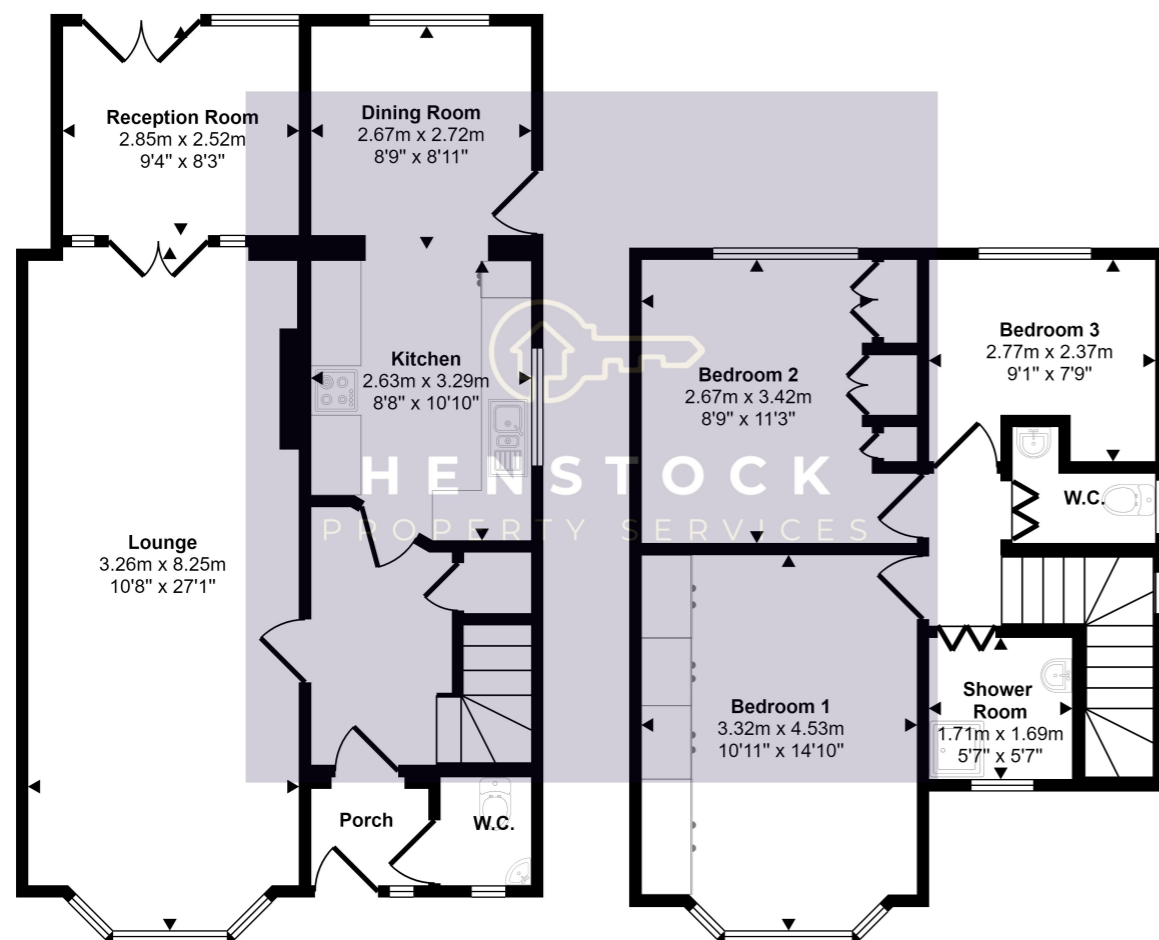 Reception Room
2.85m x 2.52m
9'4" x 8'3"
Dining Room
2.67m x 2.72m
8'9" x 8'11"
Kitchen
2.63m x 3.29m
8'8" x 10'10"
Lounge
3.26m x 8.25m
10'8" x 27'1"
Porch
W.C.
Bedroom 2
2.67m x 3.42m
8'9" x 11'3"
Bedroom 3
2.77m x 2.37m
9'1" x 7'9"
W.C.
Bedroom 1
3.32m x 4.53m
10'11" x 14'10"
Shower
Room
1.71m x 1.69m
5'7" x 5'7"
HENSTOCK
PROPERTY SERVICES